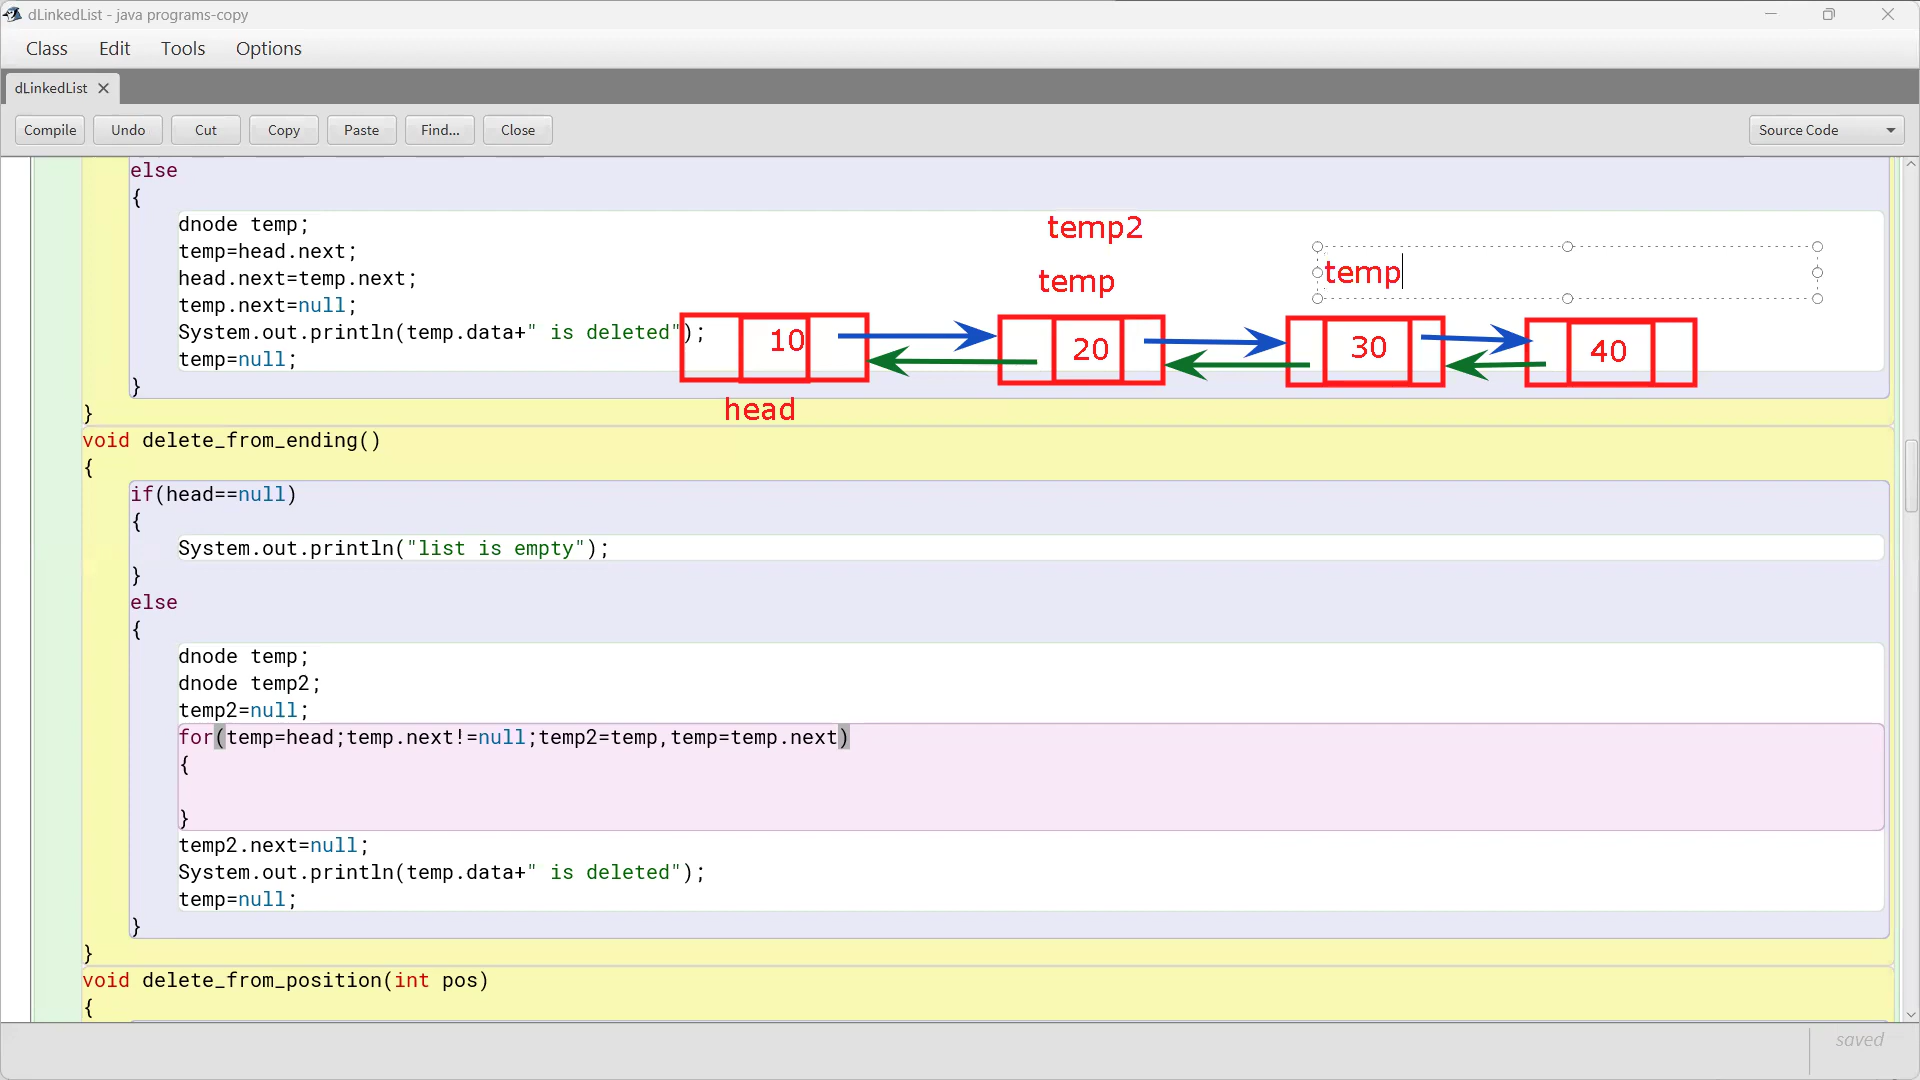 dLinkedList - java programs-copy
Class Edit Tools Options
dLinkedList
Compile Undo Cut Copy Paste Find... Close Source Code
else
{
dnode temp;
temp=head.next;
head.next=temp.next;
temp.next=null;
System.out.println(temp.data+" is deleted");
temp=null;
}
}
temp2
temp
temp
10 20 30 40
head
void delete_from_ending()
{
if(head==null)
{
System.out.println("list is empty");
}
else
{
dnode temp;
dnode temp2;
temp2=null;
for(temp=head;temp.next!=null;temp2=temp,temp=temp.next)
{
}
temp2.next=null;
System.out.println(temp.data+" is deleted");
temp=null;
}
}
void delete_from_position(int pos)
{
saved